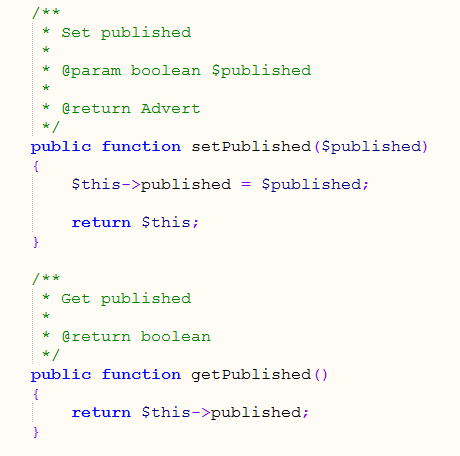 /**
 * Set published
 *
 * @param boolean $published
 *
 * @return Advert
 */
public function setPublished($published)
{
    $this->published = $published;

    return $this;
}

/**
 * Get published
 *
 * @return boolean
 */
public function getPublished()
{
    return $this->published;
}